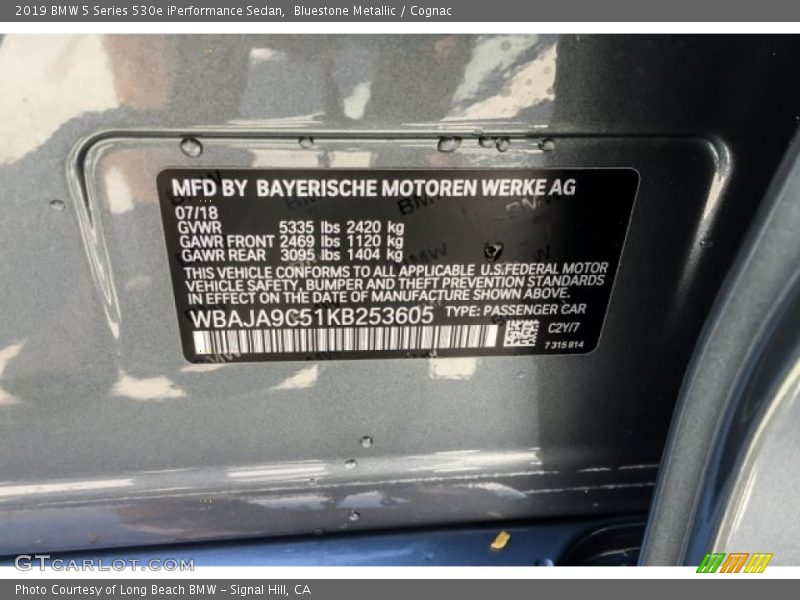 2019 BMW 5 Series 530e iPerformance Sedan, Bluestone Metallic / Cognac
MFD BY BAYERISCHE MOTOREN WERKE AG
07/18
GVWR 5335 lbs 2420 kg
GAWR FRONT 2469 lbs 1120 kg
GAWR REAR 3095 lbs 1404 kg
THIS VEHICLE CONFORMS TO ALL APPLICABLE U.S.FEDERAL MOTOR
VEHICLE SAFETY, BUMPER AND THEFT PREVENTION STANDARDS
IN EFFECT ON THE DATE OF MANUFACTURE SHOWN ABOVE.
WBAJA9C51KB253605 TYPE: PASSENGER CAR
C2Y/7
7 315 814
GTCARLOT.COM
Photo Courtesy of Long Beach BMW – Signal Hill, CA